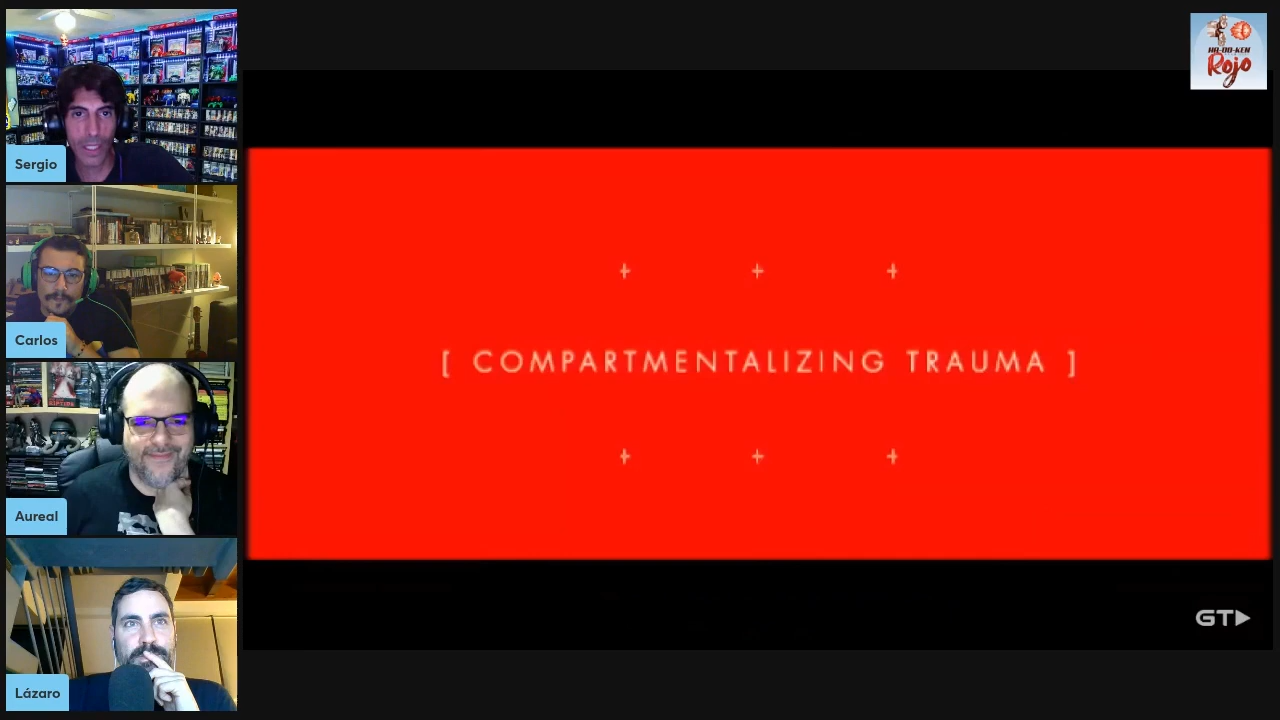 Sergio
Carlos
Aureal
Lázaro
HA-DO-KEN
Rojo
[ COMPARTMENTALIZING TRAUMA ]
GT